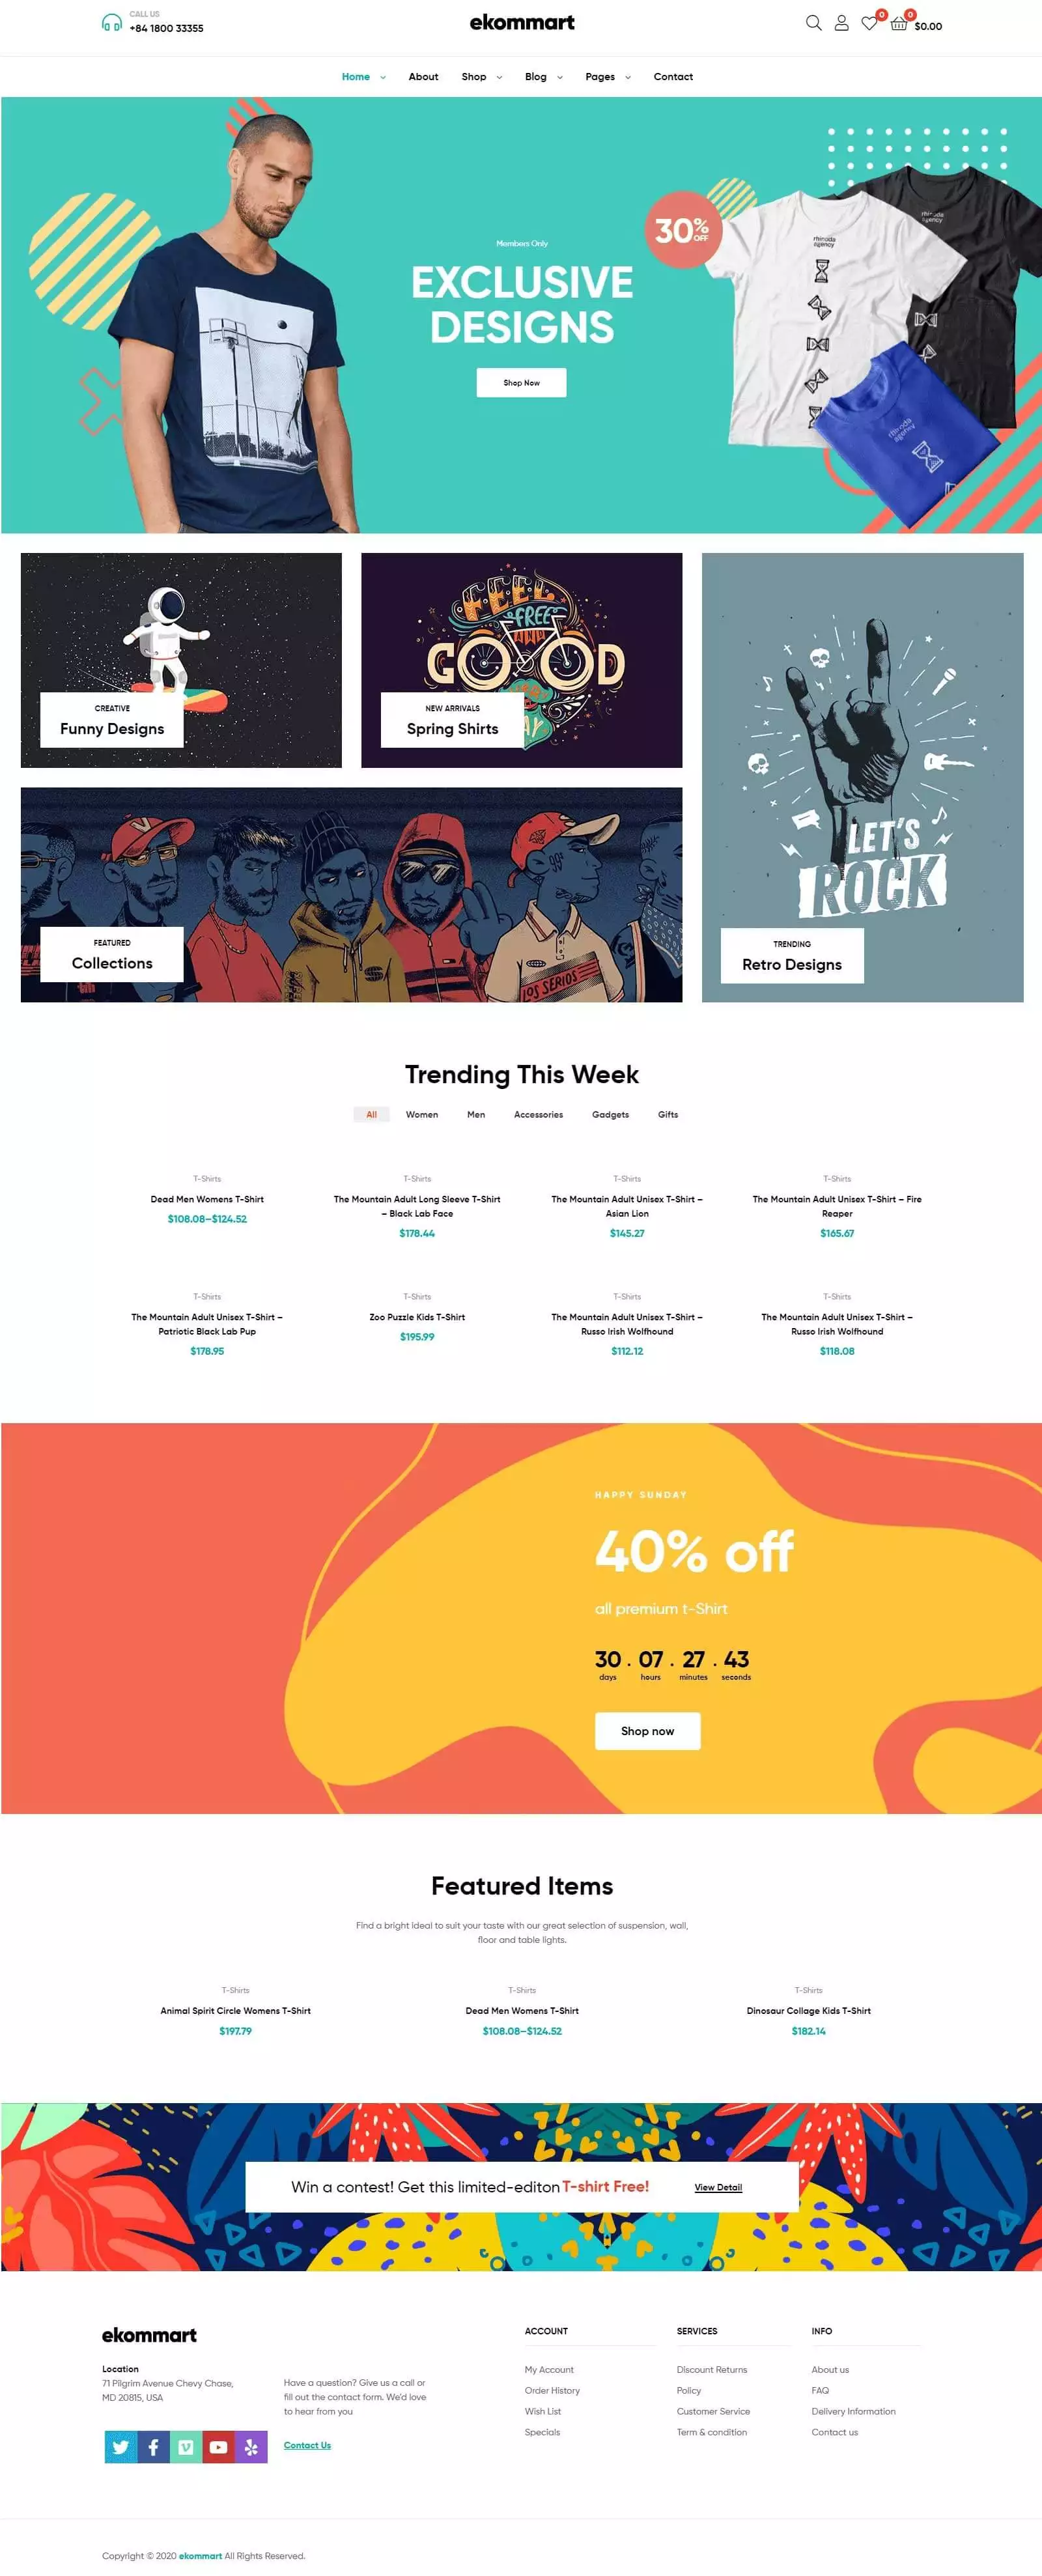 CALL US
+84 1800 33355
ekommart
0
0
$0.00
Home
About
Shop
Blog
Pages
Contact
Members Only
EXCLUSIVE
DESIGNS
Shop Now
30%
OFF
rhinoda
agency
rhinoda
agency
rhinoda
agency
CREATIVE
Funny Designs
FEEL
FREE
AND
GOOD
AY
NEW ARRIVALS
Spring Shirts
LOS SERIOS
FEATURED
Collections
LET'S
ROCK
TRENDING
Retro Designs
Trending This Week
All
Women
Men
Accessories
Gadgets
Gifts
T-Shirts
Dead Men Womens T-Shirt
$108.08–$124.52
T-Shirts
The Mountain Adult Long Sleeve T-Shirt
– Black Lab Face
$178.44
T-Shirts
The Mountain Adult Unisex T-Shirt –
Asian Lion
$145.27
T-Shirts
The Mountain Adult Unisex T-Shirt – Fire
Reaper
$165.67
T-Shirts
The Mountain Adult Unisex T-Shirt –
Patriotic Black Lab Pup
$178.95
T-Shirts
Zoo Puzzle Kids T-Shirt
$195.99
T-Shirts
The Mountain Adult Unisex T-Shirt –
Russo Irish Wolfhound
$112.12
T-Shirts
The Mountain Adult Unisex T-Shirt –
Russo Irish Wolfhound
$118.08
HAPPY SUNDAY
40% off
all premium t-Shirt
30 . 07 . 27 . 43
days hours minutes seconds
Shop now
Featured Items
Find a bright ideal to suit your taste with our great selection of suspension, wall,
floor and table lights.
T-Shirts
Animal Spirit Circle Womens T-Shirt
$197.79
T-Shirts
Dead Men Womens T-Shirt
$108.08–$124.52
T-Shirts
Dinosaur Collage Kids T-Shirt
$182.14
Win a contest! Get this limited-editon T-shirt Free!
View Detail
ekommart
Location
71 Pilgrim Avenue Chevy Chase,
MD 20815, USA
Have a question? Give us a call or
fill out the contact form. We'd love
to hear from you
Contact Us
ACCOUNT
My Account
Order History
Wish List
Specials
SERVICES
Discount Returns
Policy
Customer Service
Term & condition
INFO
About us
FAQ
Delivery Information
Contact us
Copyright © 2020 ekommart All Rights Reserved.